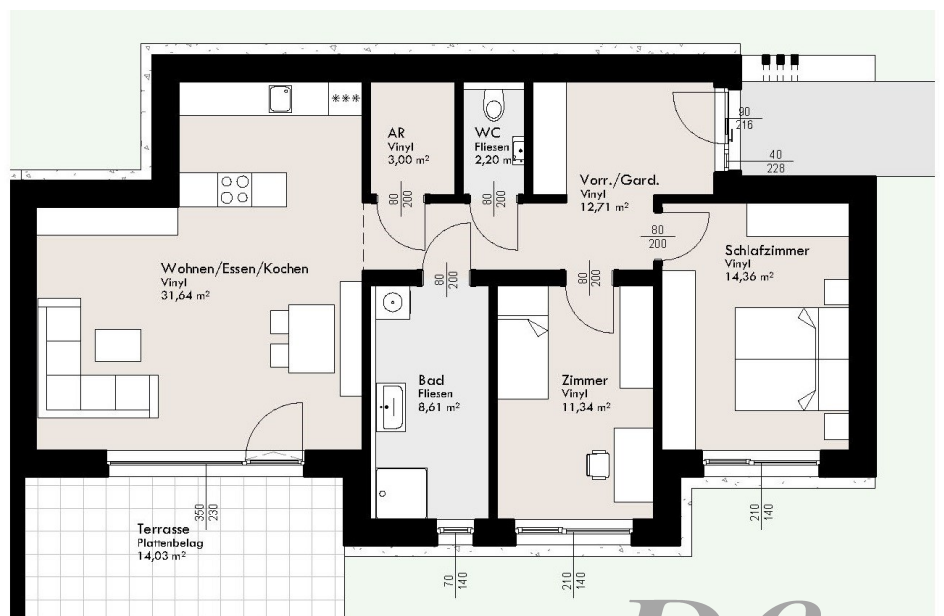 ***
90
216
AR
Vinyl
3,00 m²
WC
Fliesen
2,20 m²
40
228
Vorr./Gard.
Vinyl
12,71 m²
80
200
80
200
80
200
Schlafzimmer
Vinyl
14,36 m²
Wohnen/Essen/Kochen
Vinyl
31,64 m²
80
200
80
200
Bad
Fliesen
8,61 m²
Zimmer
Vinyl
11,34 m²
350
230
210
140
Terrasse
Plattenbelag
14,03 m²
70
140
210
140